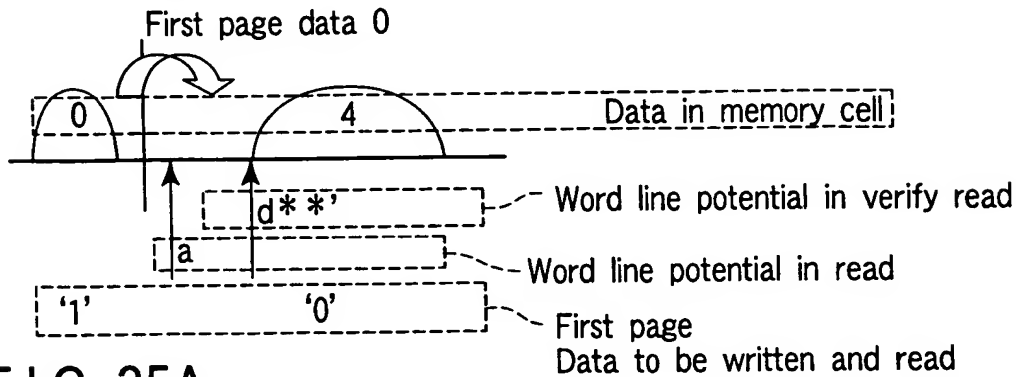 First page data 0
0 4 Data in memory cell
d**' Word line potential in verify read
a Word line potential in read
'1' '0' First page
Data to be written and read